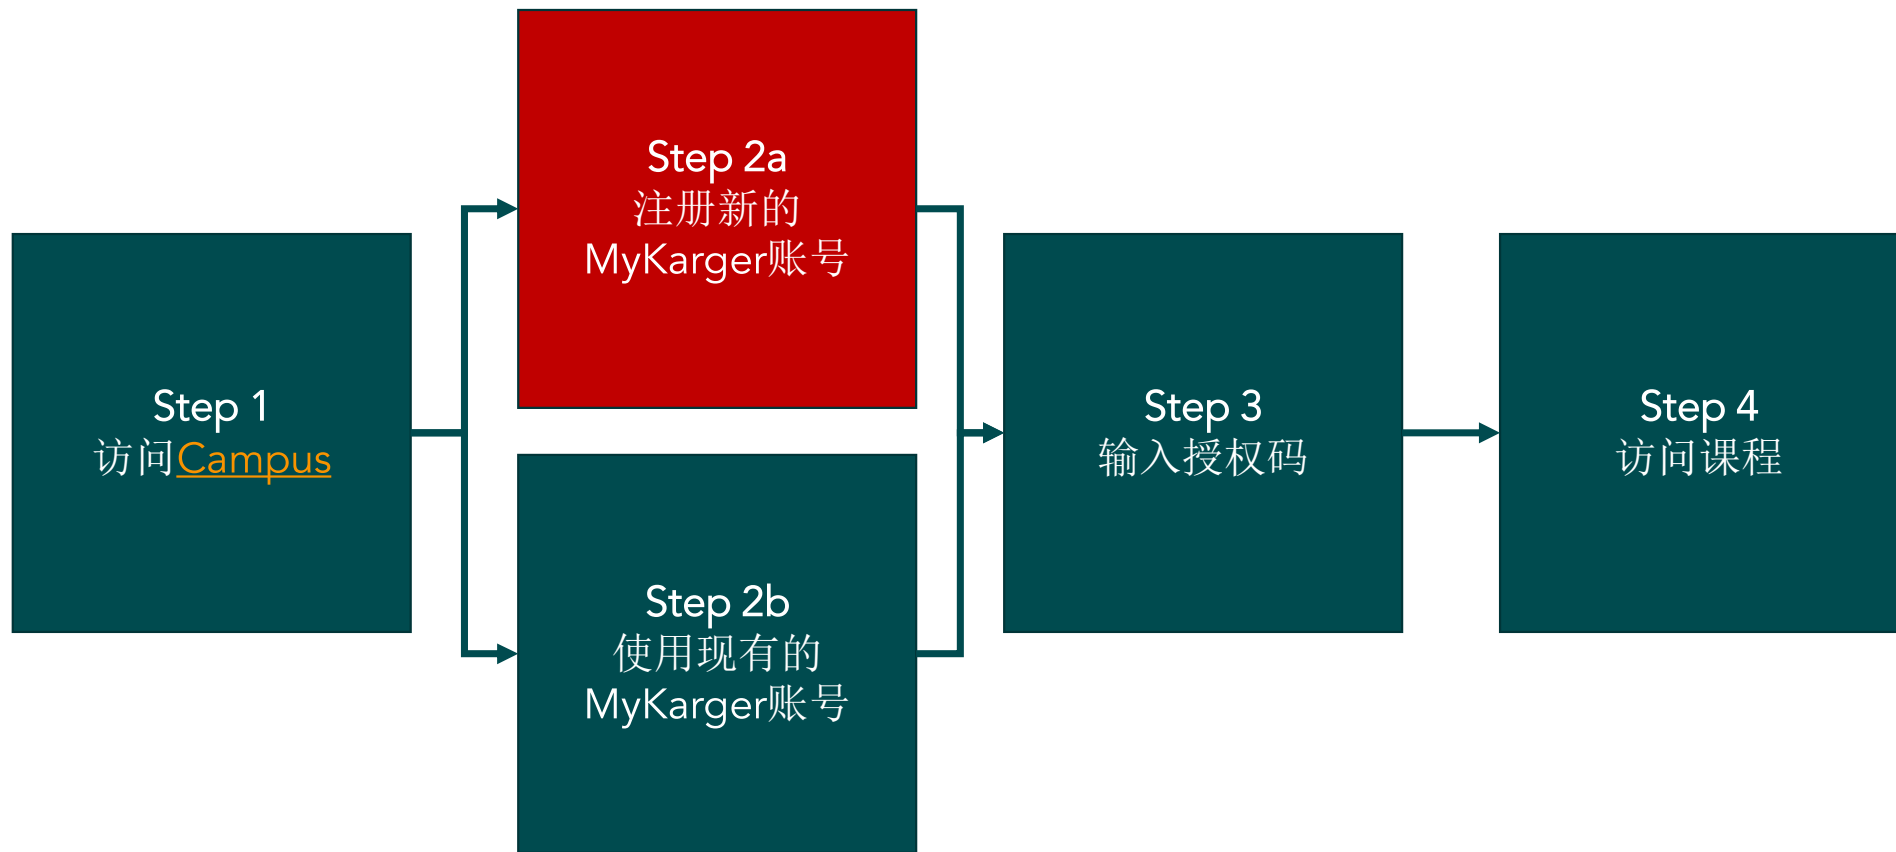 Step 1
访问Campus
Step 2a
注册新的
MyKarger账号
Step 2b
使用现有的
MyKarger账号
Step 3
输入授权码
Step 4
访问课程